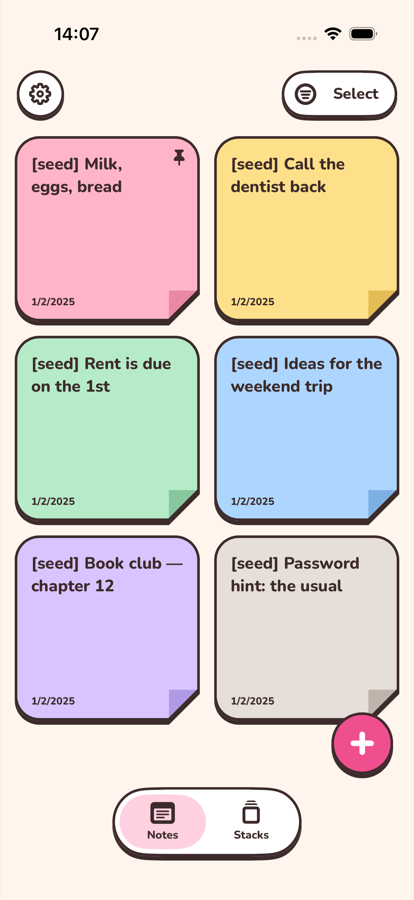 14:07
Select
[seed] Milk,
eggs, bread
1/2/2025
[seed] Call the
dentist back
1/2/2025
[seed] Rent is due
on the 1st
1/2/2025
[seed] Ideas for the
weekend trip
1/2/2025
[seed] Book club —
chapter 12
1/2/2025
[seed] Password
hint: the usual
1/2/2025
Notes
Stacks